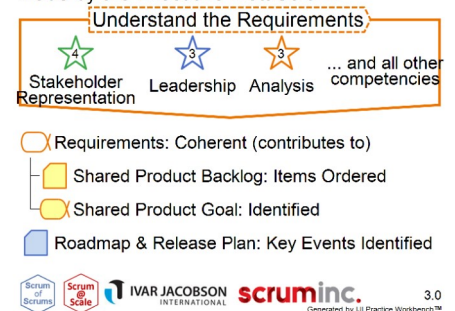 Understand the Requirements
4
3
3
Stakeholder
Representation
Leadership
Analysis
... and all other
competencies
Requirements: Coherent (contributes to)
Shared Product Backlog: Items Ordered
Shared Product Goal: Identified
Roadmap & Release Plan: Key Events Identified
Scrum
of
Scrums
Scrum
@
Scale
IVAR JACOBSON
INTERNATIONAL
scruminc.
3.0
Generated by IJI Practice Workbench™